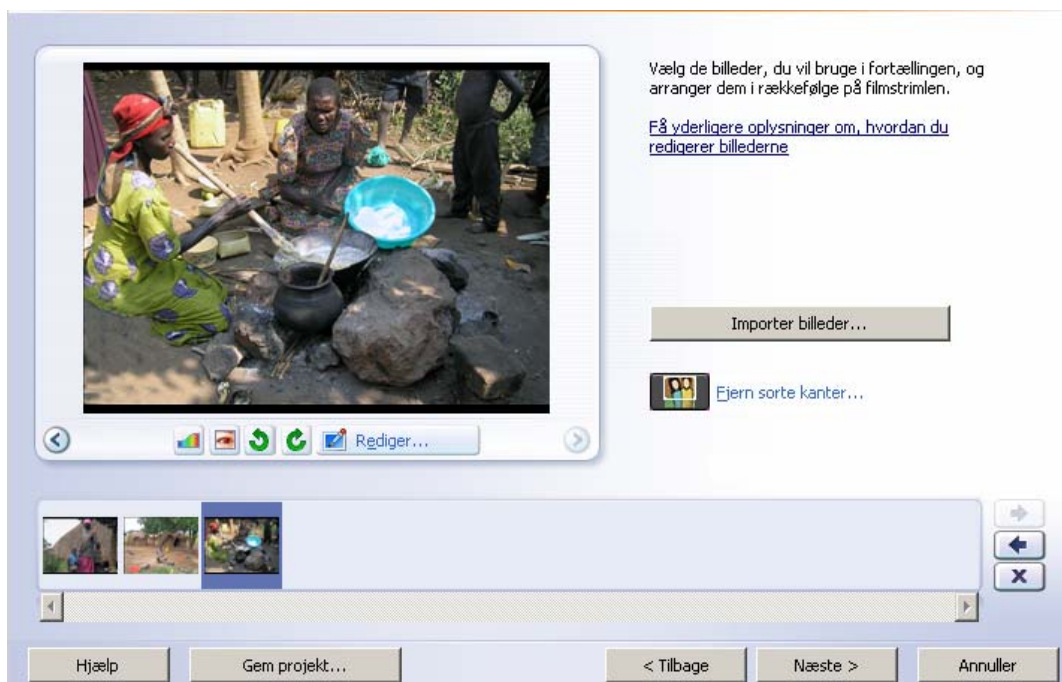 Vælg de billeder, du vil bruge i fortællingen, og
arranger dem i rækkefølge på filmstrimlen.
Få yderligere oplysninger om, hvordan du
redigerer billederne
Importer billeder...
Fjern sorte kanter...
Rediger...
Hjælp
Gem projekt...
< Tilbage
Næste >
Annuller